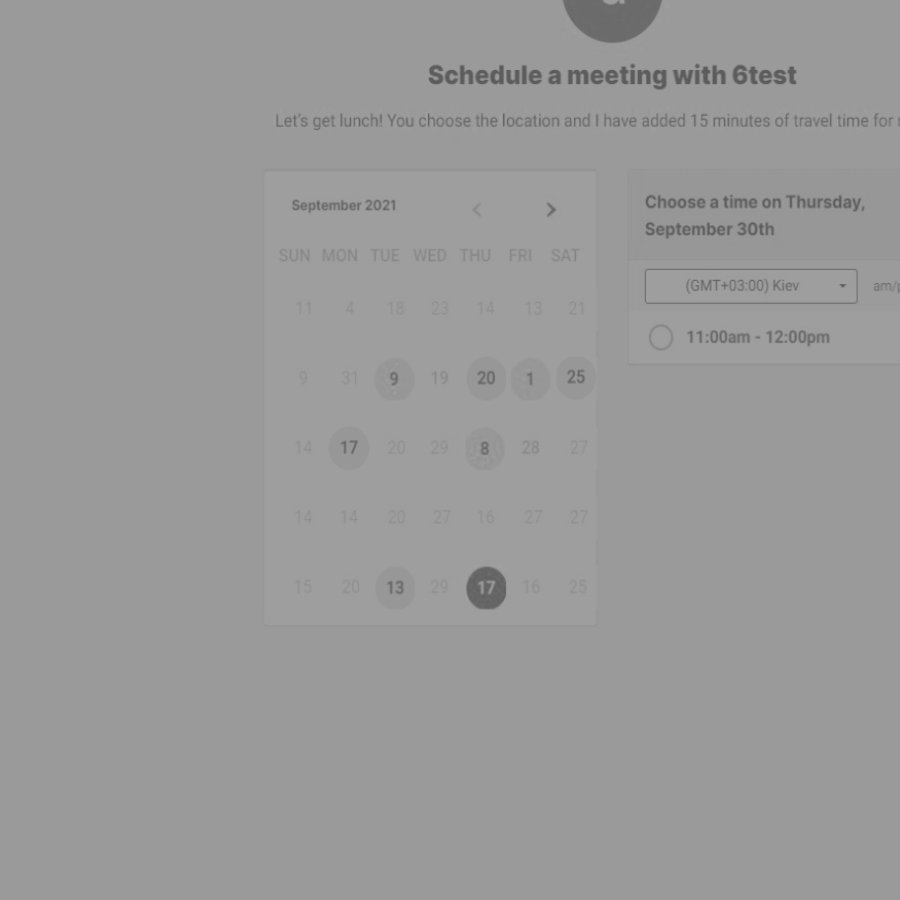 Schedule a meeting with 6test
Let's get lunch! You choose the location and I have added 15 minutes of travel time for
September 2021
SUN MON TUE WED THU FRI SAT
11 4 18 23 14 13 21
9 31 9 19 20 1 25
14 17 20 29 8 28 27
14 14 20 27 16 27 27
15 20 13 29 17 16 25
Choose a time on Thursday,
September 30th
(GMT+03:00) Kiev am/p
11:00am - 12:00pm